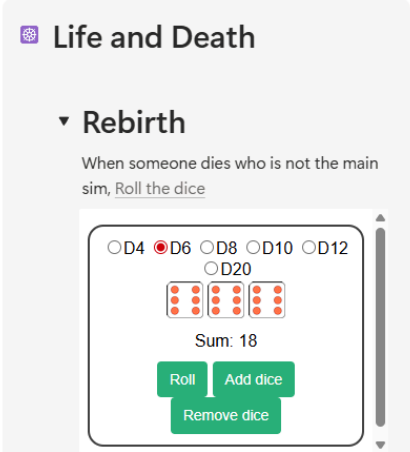 Life and Death
Rebirth
When someone dies who is not the main
sim, Roll the dice
D4 D6 D8 D10 D12
D20
Sum: 18
Roll Add dice
Remove dice